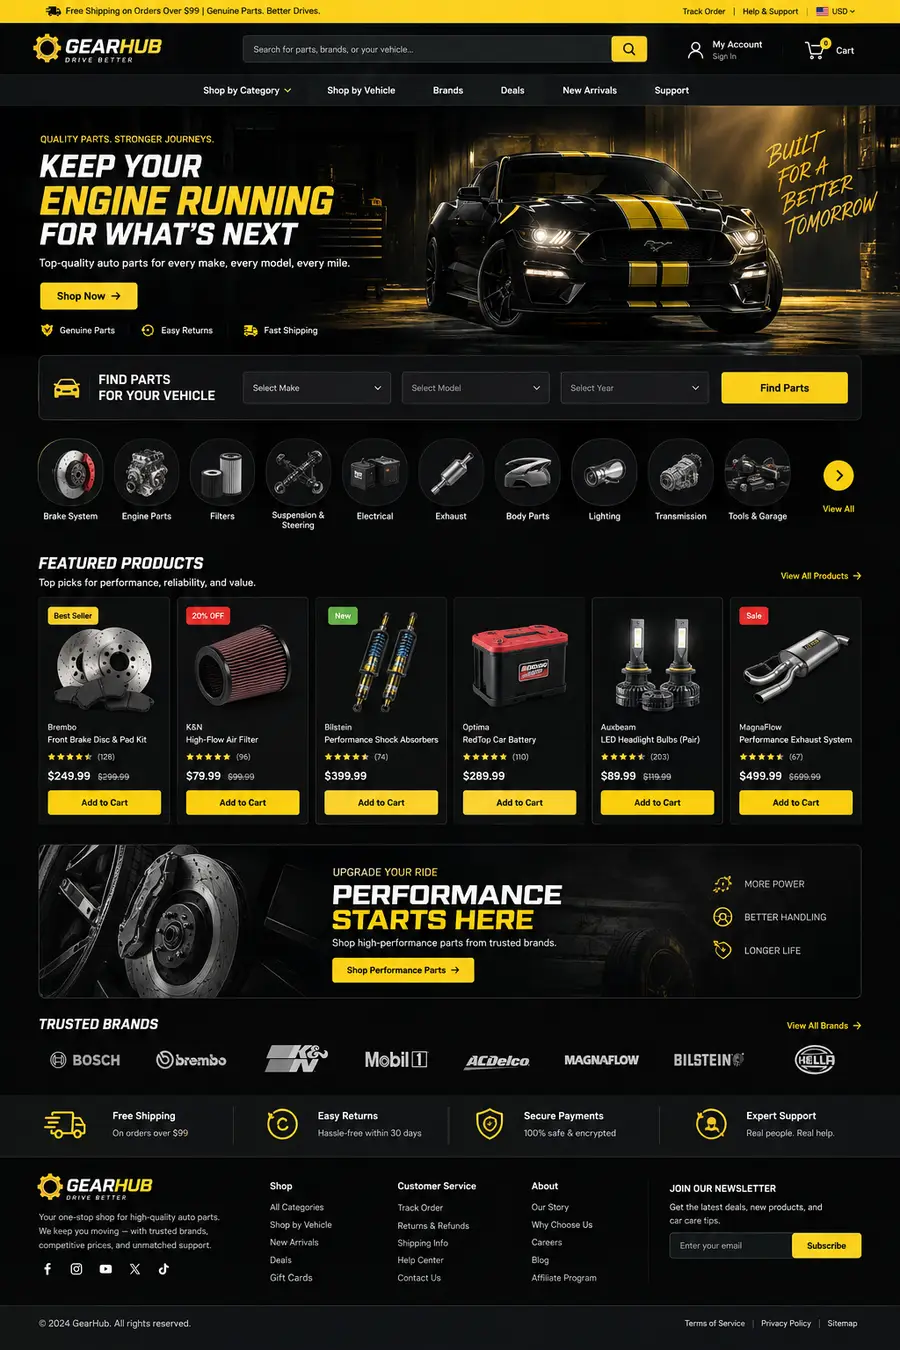 Free Shipping on Orders Over $99 | Genuine Parts. Better Drives.
Track Order | Help & Support | USD
GEARHUB
DRIVE BETTER
Search for parts, brands, or your vehicle...
My Account
Sign In
0
Cart
Shop by Category
Shop by Vehicle
Brands
Deals
New Arrivals
Support
QUALITY PARTS. STRONGER JOURNEYS.
KEEP YOUR
ENGINE RUNNING
FOR WHAT'S NEXT
Top-quality auto parts for every make, every model, every mile.
Shop Now
Genuine Parts
Easy Returns
Fast Shipping
BUILT
FOR A
BETTER
TOMORROW
FIND PARTS
FOR YOUR VEHICLE
Select Make
Select Model
Select Year
Find Parts
Brake System
Engine Parts
Filters
Suspension &
Steering
Electrical
Exhaust
Body Parts
Lighting
Transmission
Tools & Garage
View All
FEATURED PRODUCTS
Top picks for performance, reliability, and value.
View All Products
Best Seller
Brembo
Front Brake Disc & Pad Kit
(128)
$249.99 $299.99
Add to Cart
20% OFF
K&N
High-Flow Air Filter
(96)
$79.99 $99.99
Add to Cart
New
Bilstein
Performance Shock Absorbers
(74)
$399.99
Add to Cart
Optima
RedTop Car Battery
(110)
$289.99
Add to Cart
Auxbeam
LED Headlight Bulbs (Pair)
(203)
$89.99 $119.99
Add to Cart
Sale
MagnaFlow
Performance Exhaust System
(67)
$499.99 $699.99
Add to Cart
UPGRADE YOUR RIDE
PERFORMANCE
STARTS HERE
Shop high-performance parts from trusted brands.
Shop Performance Parts
MORE POWER
BETTER HANDLING
LONGER LIFE
TRUSTED BRANDS
View All Brands
BOSCH
brembo
K&N
Mobil 1
ACDelco
MAGNAFLOW
BILSTEIN
HELLA
Free Shipping
On orders over $99
Easy Returns
Hassle-free within 30 days
Secure Payments
100% safe & encrypted
Expert Support
Real people. Real help.
GEARHUB
DRIVE BETTER
Your one-stop shop for high-quality auto parts.
We keep you moving — with trusted brands,
competitive prices, and unmatched support.
Shop
All Categories
Shop by Vehicle
New Arrivals
Deals
Gift Cards
Customer Service
Track Order
Returns & Refunds
Shipping Info
Help Center
Contact Us
About
Our Story
Why Choose Us
Careers
Blog
Affiliate Program
JOIN OUR NEWSLETTER
Get the latest deals, new products, and
car care tips.
Enter your email
Subscribe
© 2024 GearHub. All rights reserved.
Terms of Service | Privacy Policy | Sitemap